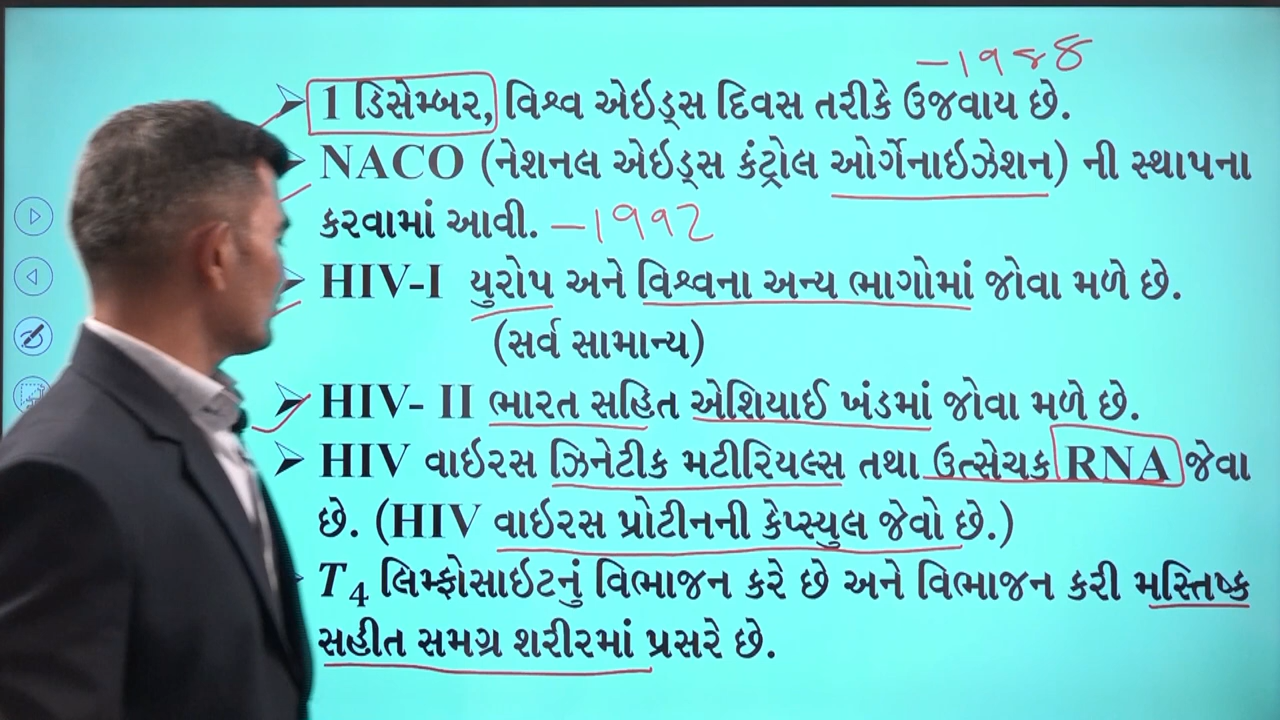 -1988
➢ 1 ડિસેમ્બર, વિશ્વ એઇડ્સ દિવસ તરીકે ઉજવાય છે.
NACO (નેશનલ એઇડ્સ કંટ્રોલ ઓર્ગેનાઇઝેશન) ની સ્થાપના
કરવામાં આવી. -1992
HIV-I યુરોપ અને વિશ્વના અન્ય ભાગોમાં જોવા મળે છે.
(સર્વ સામાન્ય)
➢ HIV- II ભારત સહિત એશિયાઈ ખંડમાં જોવા મળે છે.
➢ HIV વાઇરસ ઝિનેટીક મટીરિયલ્સ તથા ઉત્સેચક RNA જેવા
છે. (HIV વાઇરસ પ્રોટીનની કેપ્સ્યુલ જેવો છે.)
T4 લિમ્ફોસાઇટનું વિભાજન કરે છે અને વિભાજન કરી મસ્તિષ્ક
સહીત સમગ્ર શરીરમાં પ્રસરે છે.